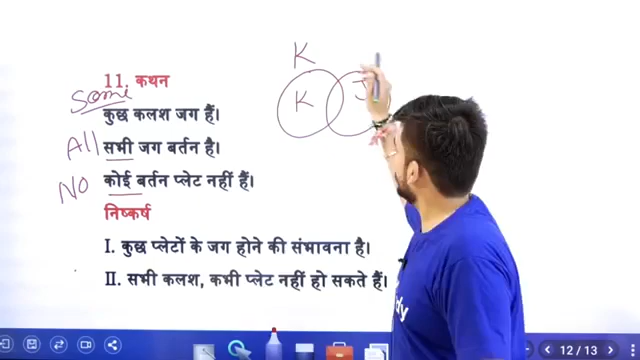 K
11. कथन
Some
K J
कुछ कलश जग हैं।
All
सभी जग बर्तन है।
NO
कोई बर्तन प्लेट नहीं हैं।
निष्कर्ष
I. कुछ प्लेटों के जग होने की संभावना है।
II. सभी कलश, कभी प्लेट नहीं हो सकते हैं।
dy
12 / 13